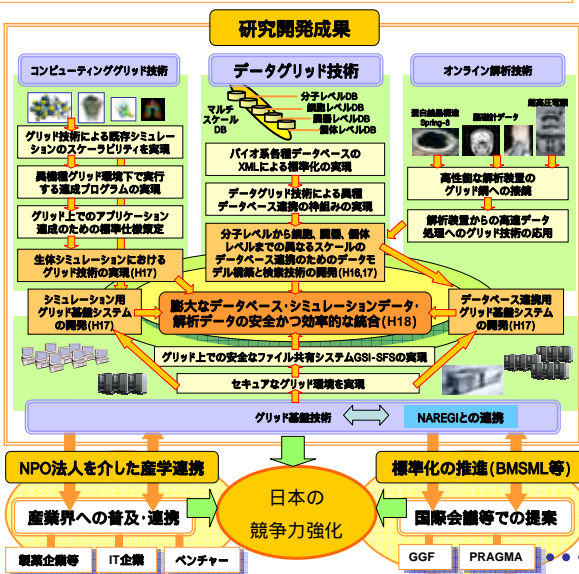 研究開発成果
コンピューティンググリッド技術
データグリッド技術
オンライン解析技術
マルチ
スケール
DB
分子レベルDB
細胞レベルDB
臓器レベルDB
個体レベルDB
蛋白結晶構造
Spring-8
脳磁計データ
超高圧電顕
グリッド技術による既存シミュレー
ションのスケーラビリティを実現
異機種グリッド環境下で実行
する連成プログラムの実現
グリッド上でのアプリケーション
連成のための標準仕様策定
生体シミュレーションにおける
グリッド技術の実現(H17)
バイオ系各種データベースの
XMLによる標準化の実現
データグリッド技術による異種
データベース連携の枠組みの実現
分子レベルから細胞、臓器、個体
レベルまでの異なるスケールの
データベース連携のためのデータモ
デル構築と検索技術の開発(H16,17)
高性能な解析装置の
グリッド網への接続
解析装置からの高速データ
処理へのグリッド技術の応用
シミュレーション用
グリッド基盤システム
の開発(H17)
膨大なデータベース・シミュレーションデータ・
解析データの安全かつ効率的な統合(H18)
データベース連携用
グリッド基盤システム
の開発(H17)
グリッド上での安全なファイル共有システムGSI-SFSの実現
セキュアなグリッド環境を実現
グリッド基盤技術
NAREGIとの連携
NPO法人を介した産学連携
標準化の推進(BMSML等)
日本の
競争力強化
産業界への普及・連携
国際会議等での提案
製薬企業等
IT企業
ベンチャー
GGF
PRAGMA